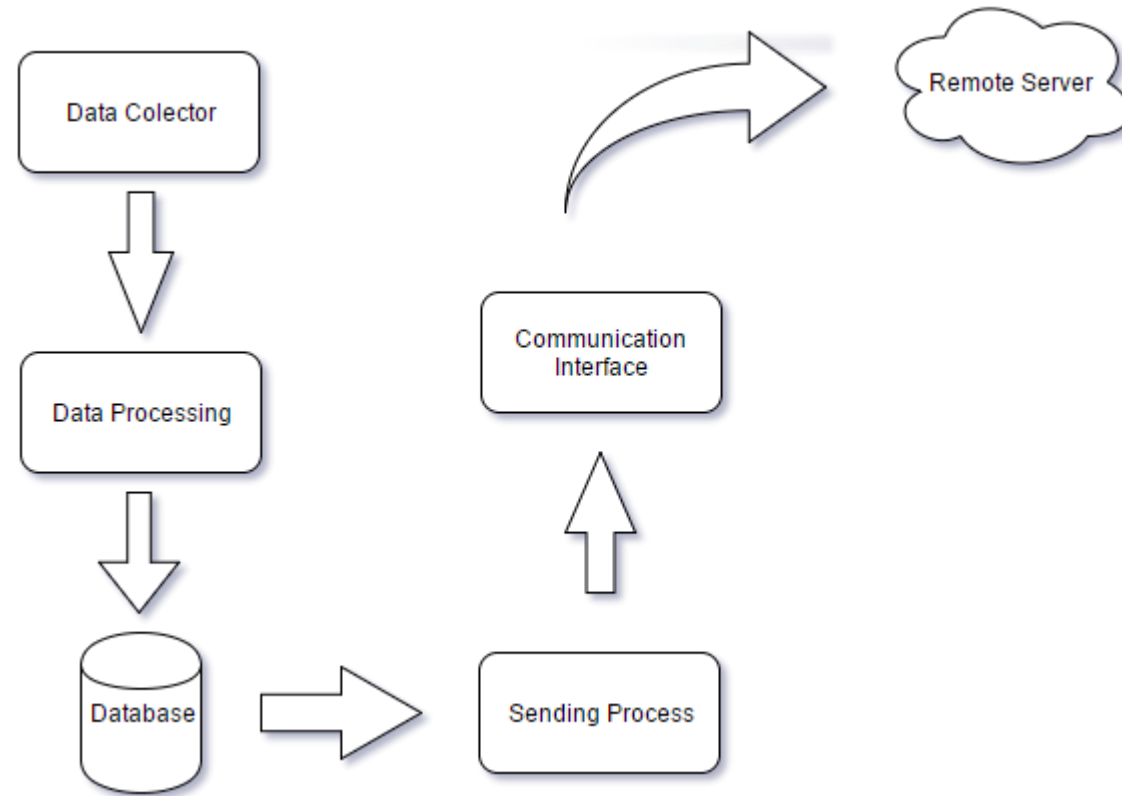 Data Colector
Data Processing
Database
Sending Process
Communication
Interface
Remote Server